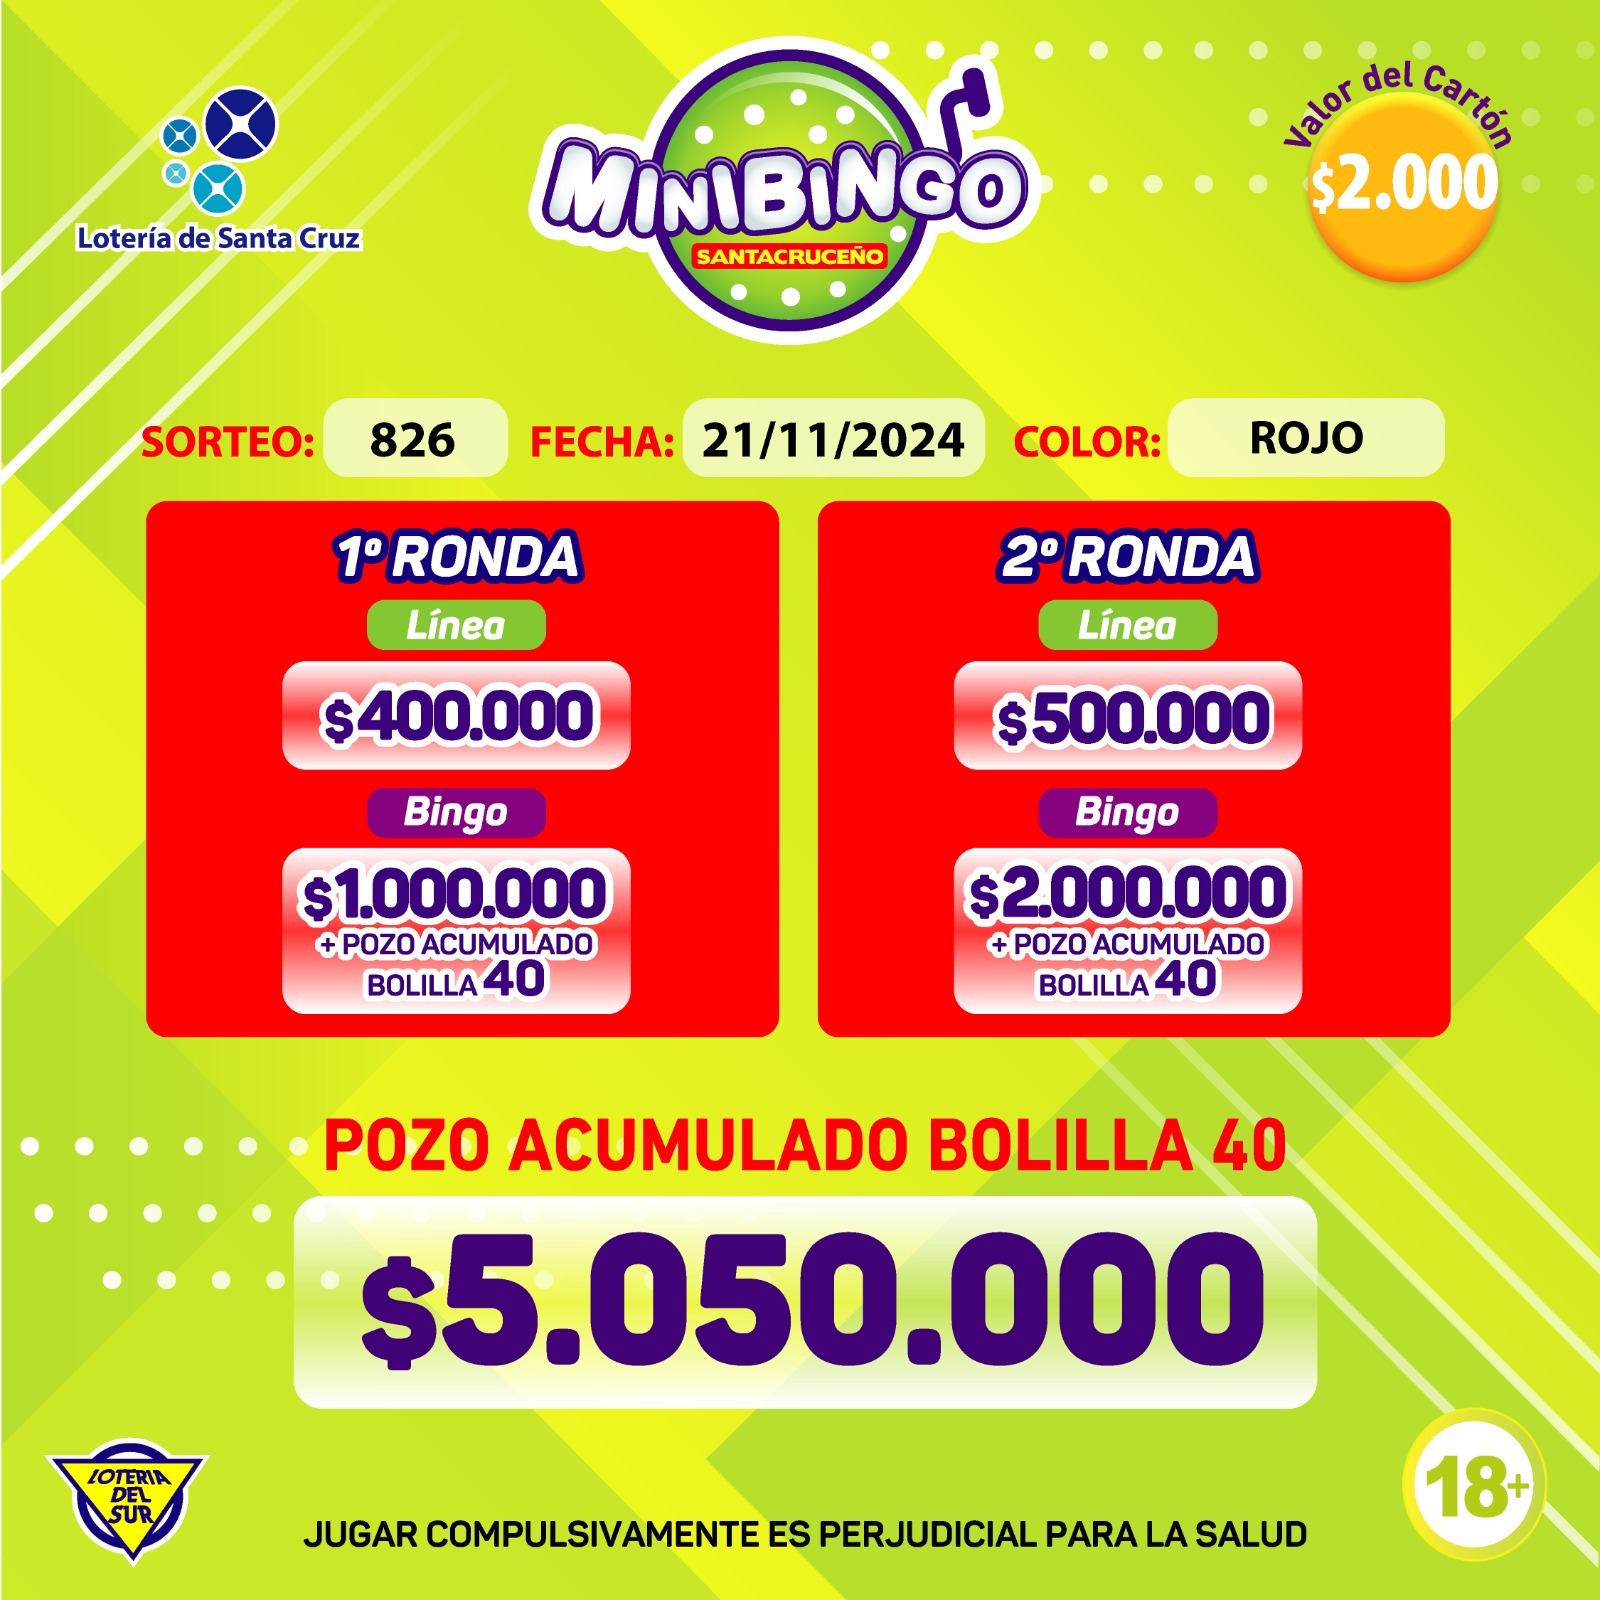 Lotería de Santa Cruz
MINIBINGO
SANTACRUCEÑO
Valor del Cartón
$2.000
SORTEO: 826 FECHA: 21/11/2024 COLOR: ROJO
1º RONDA
Línea
$400.000
Bingo
$1.000.000
+ POZO ACUMULADO
BOLILLA 40
2º RONDA
Línea
$500.000
Bingo
$2.000.000
+ POZO ACUMULADO
BOLILLA 40
POZO ACUMULADO BOLILLA 40
$5.050.000
LOTERIA
DEL
SUR
JUGAR COMPULSIVAMENTE ES PERJUDICIAL PARA LA SALUD
18+